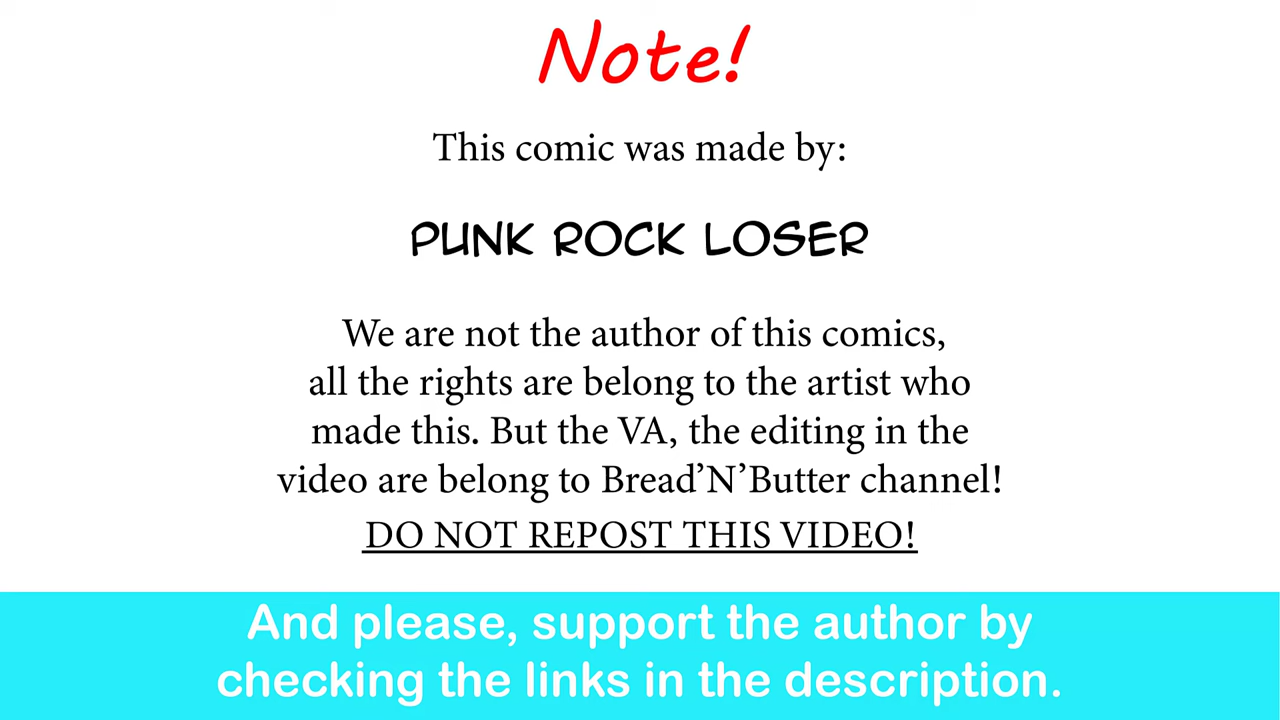 Note!
This comic was made by:
PUNK ROCK LOSER
We are not the author of this comics,
all the rights are belong to the artist who
made this. But the VA, the editing in the
video are belong to Bread’N’Butter channel!
DO NOT REPOST THIS VIDEO!
And please, support the author by
checking the links in the description.